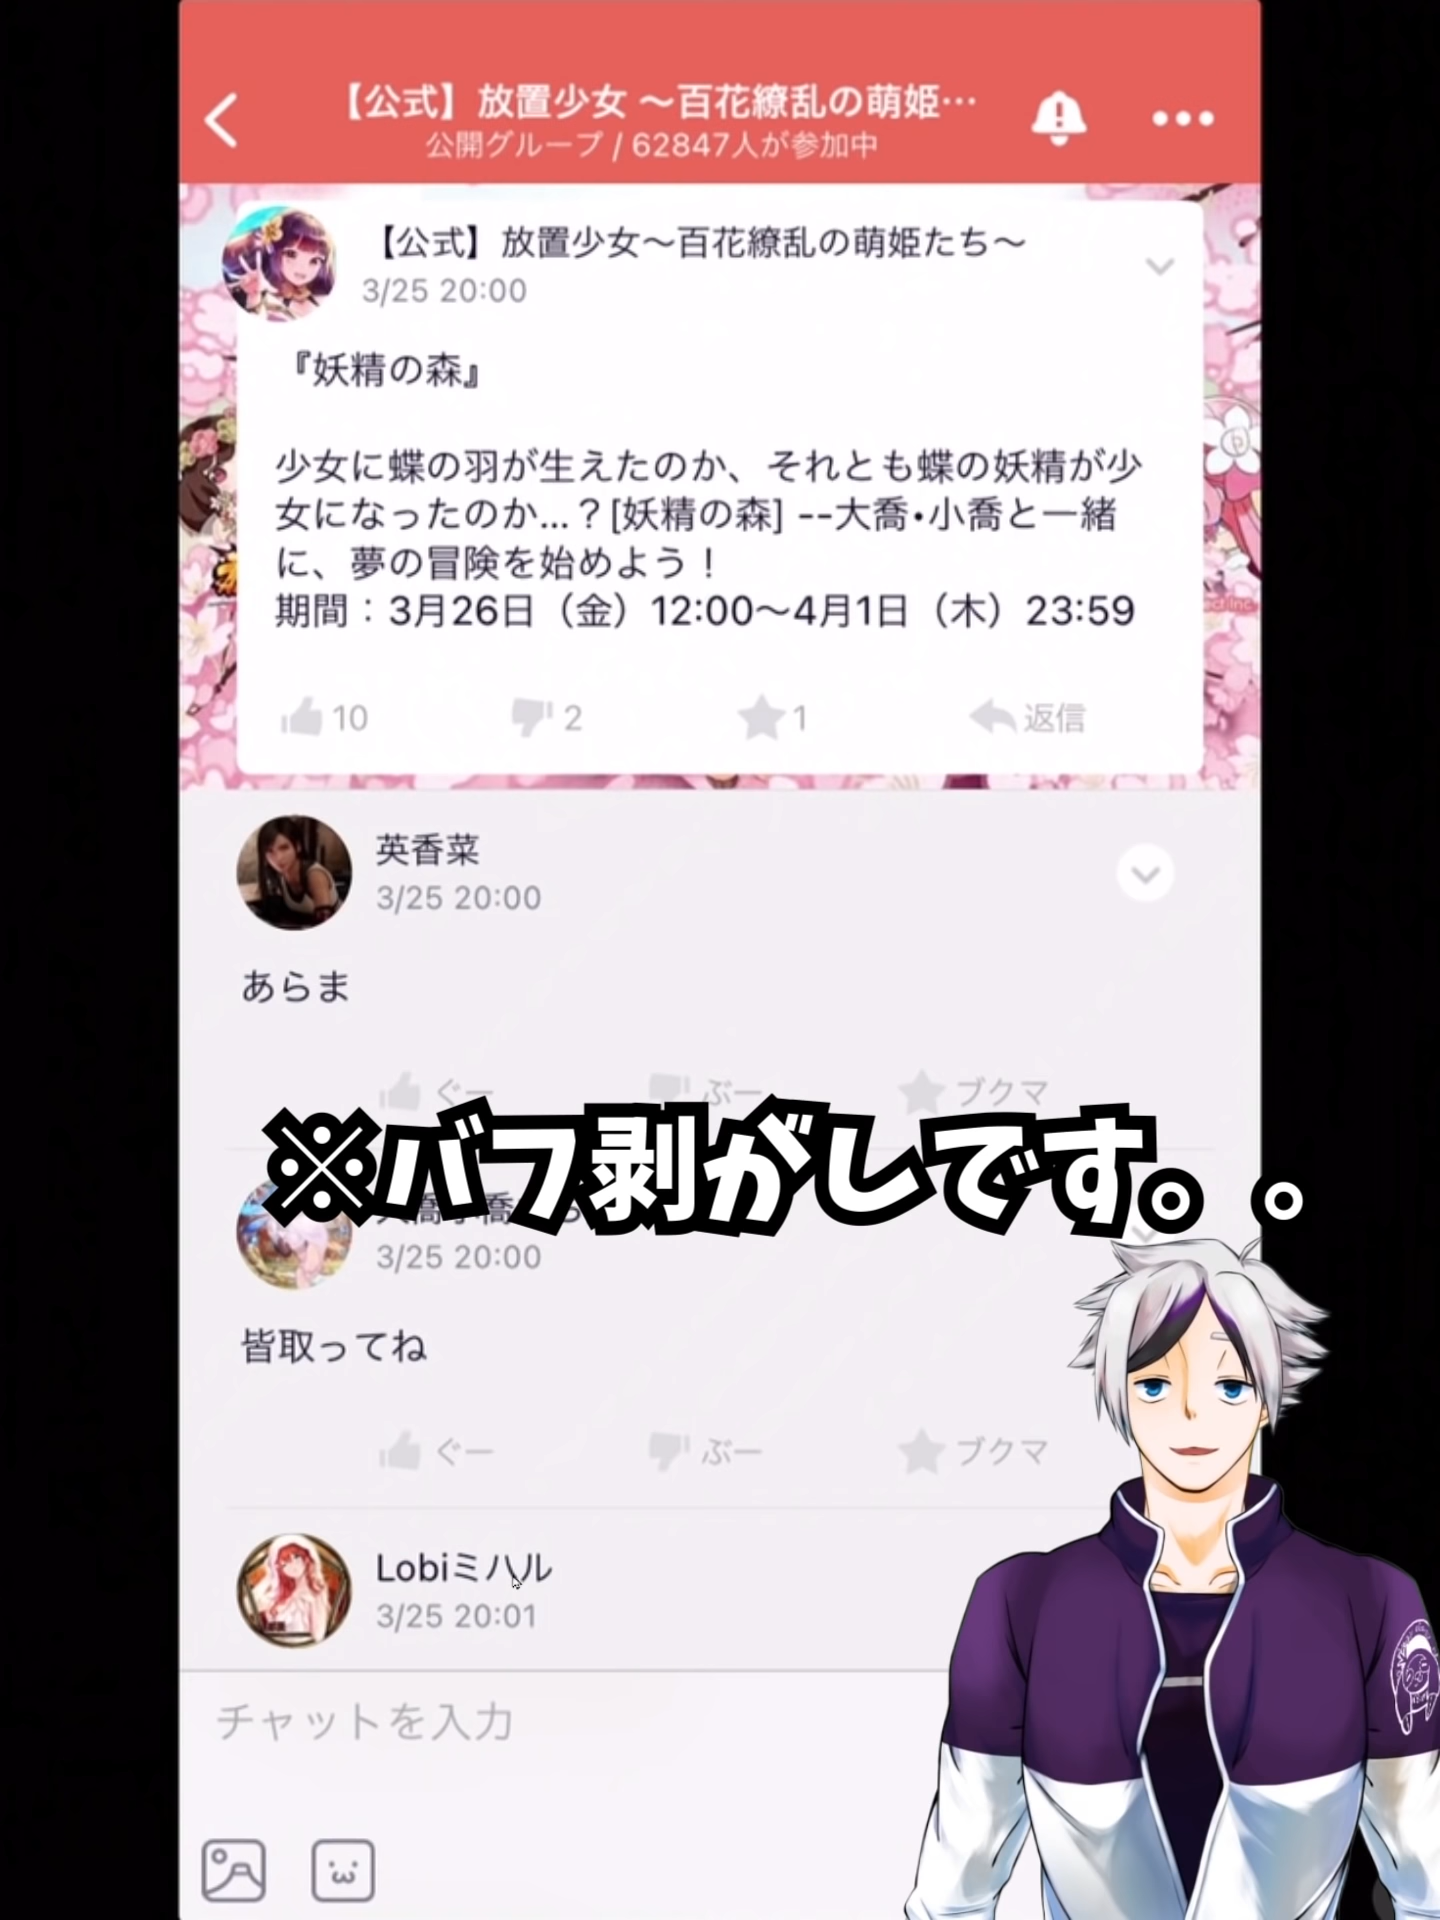 【公式】放置少女 〜百花繚乱の萌姫…
公開グループ / 62847人が参加中
【公式】放置少女〜百花繚乱の萌姫たち〜
3/25 20:00
『妖精の森』
少女に蝶の羽が生えたのか、それとも蝶の妖精が少
女になったのか...？[妖精の森] --大喬・小喬と一緒
に、夢の冒険を始めよう！
期間：3月26日（金）12:00〜4月1日（木）23:59
10 2 1 返信
英香菜
3/25 20:00
あらま
ぐー ぶー ブクマ
※バフ剥がしです。。
3/25 20:00
皆取ってね
ぐー ぶー ブクマ
Lobiミハル
3/25 20:01
チャットを入力